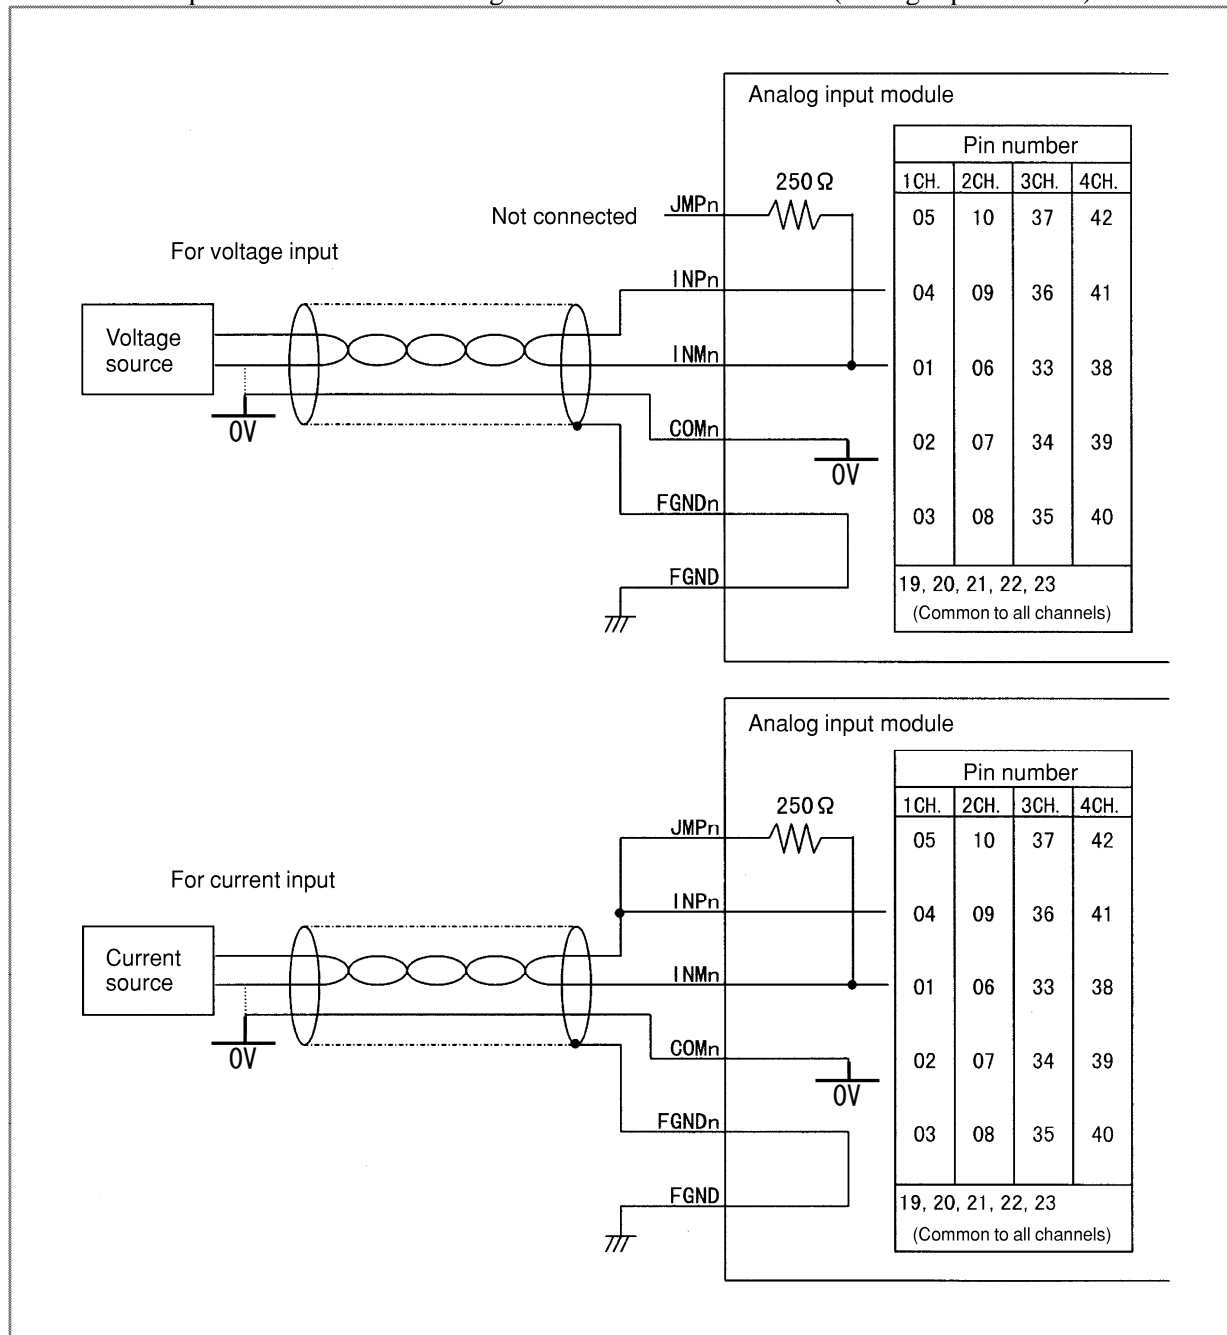 Analog input module
Pin number
1CH. 2CH. 3CH. 4CH.
250Ω
JMPn
Not connected
05 10 37 42
For voltage input
INPn
04 09 36 41
Voltage
source
INMn
01 06 33 38
0V
COMn
02 07 34 39
0V
FGNDn
03 08 35 40
FGND
19, 20, 21, 22, 23
(Common to all channels)
Analog input module
Pin number
1CH. 2CH. 3CH. 4CH.
250Ω
JMPn
05 10 37 42
For current input
INPn
04 09 36 41
Current
source
INMn
01 06 33 38
0V
COMn
02 07 34 39
0V
FGNDn
03 08 35 40
FGND
19, 20, 21, 22, 23
(Common to all channels)